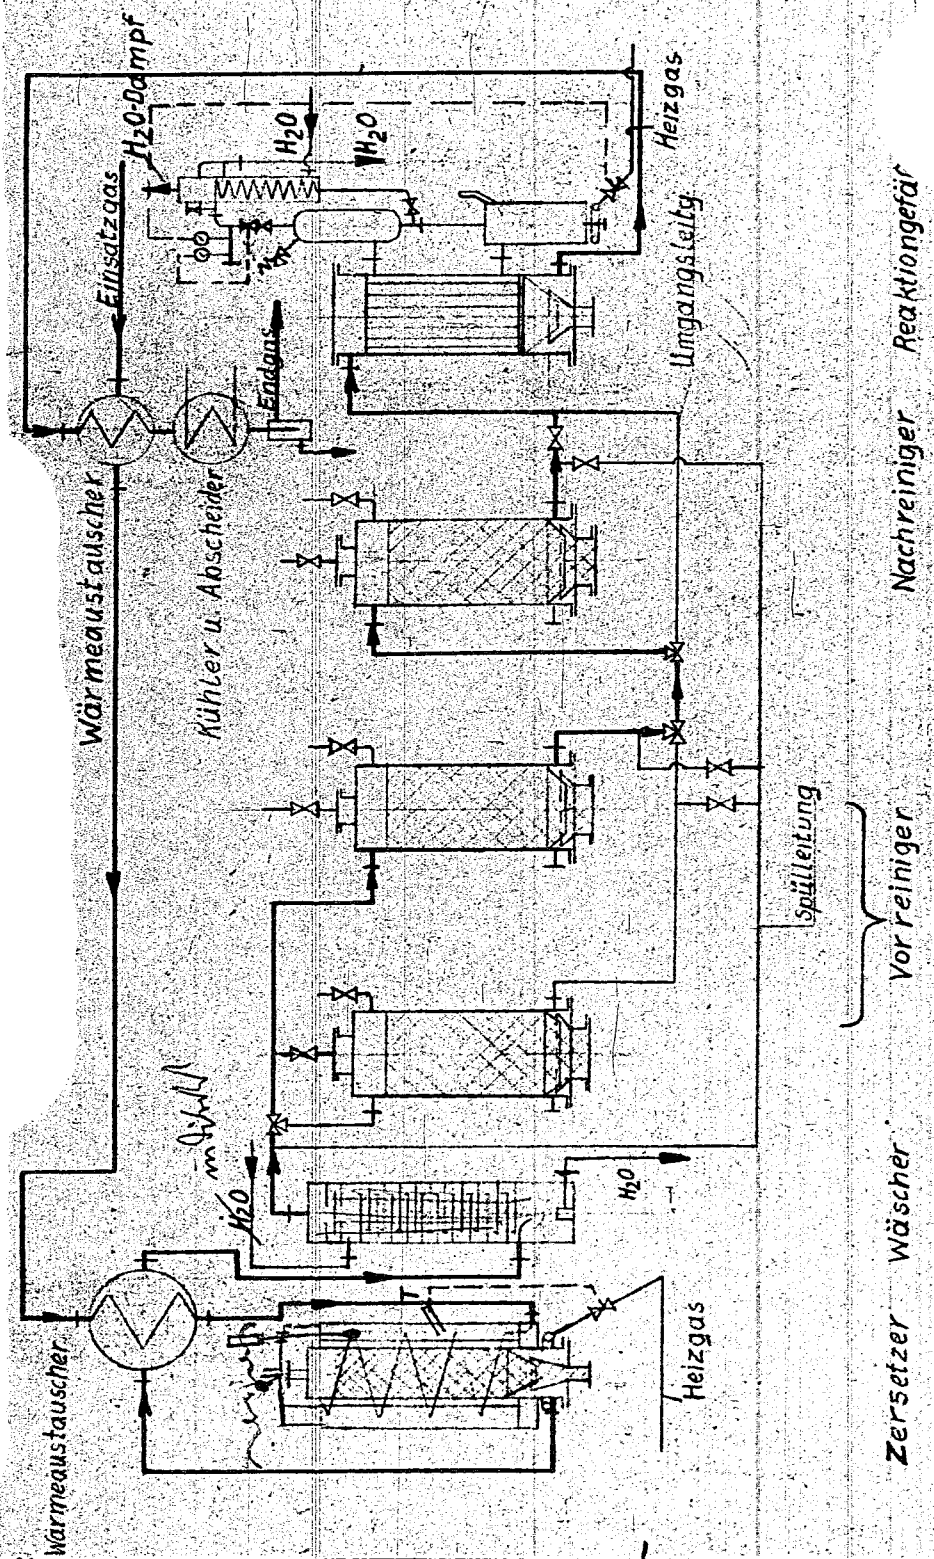 Wärmeaustauscher
H2O
Wärmeaustauscher
Einsatzgas
Kühler u. Abscheider
H2O-Dampf
Endgas
H2O
H2O
H2O
Heizgas
Spülleitung
Umgangsleitg
Heizgas
Zersetzer
Wäscher
Vorreiniger
Nachreiniger
Reaktiongefär
T